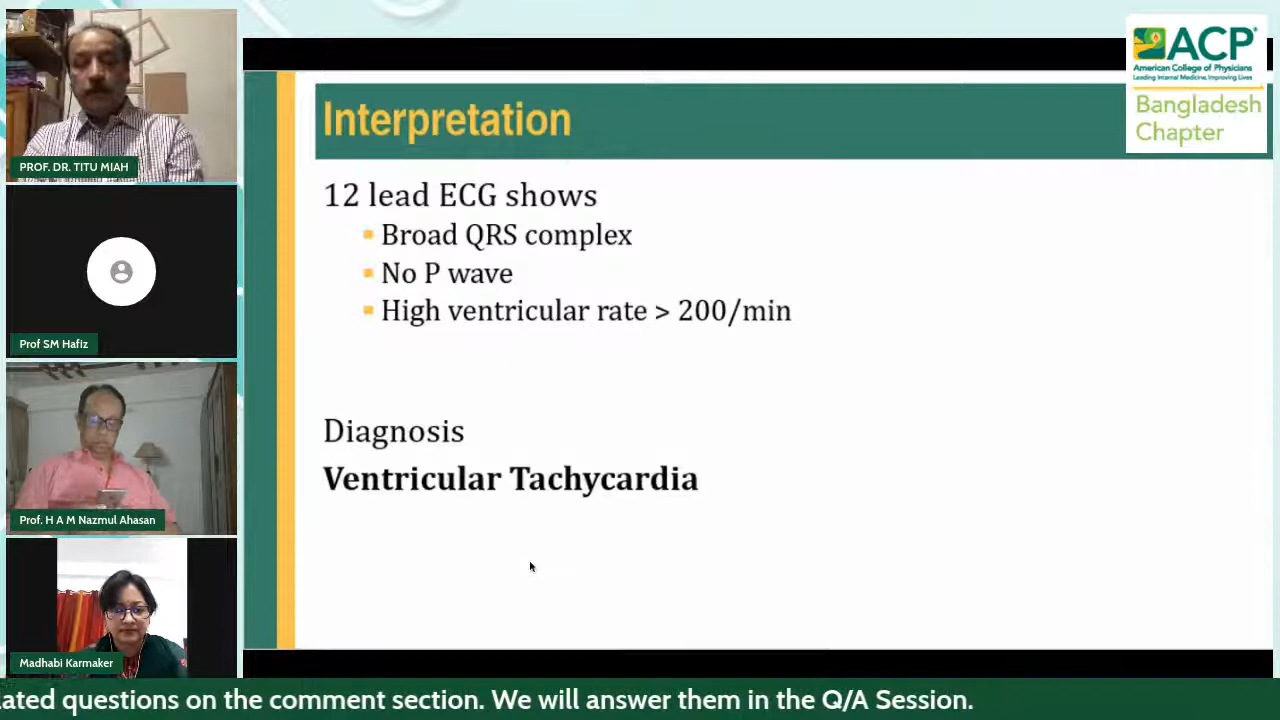 PROF. DR. TITU MIAH
Prof SM Hafiz
Prof. H A M Nazmul Ahasan
Madhabi Karmaker
Interpretation
12 lead ECG shows
Broad QRS complex
No P wave
High ventricular rate > 200/min
Diagnosis
Ventricular Tachycardia
ACP
American College of Physicians
Leading Internal Medicine, Improving Lives
Bangladesh
Chapter
lated questions on the comment section. We will answer them in the Q/A Session.